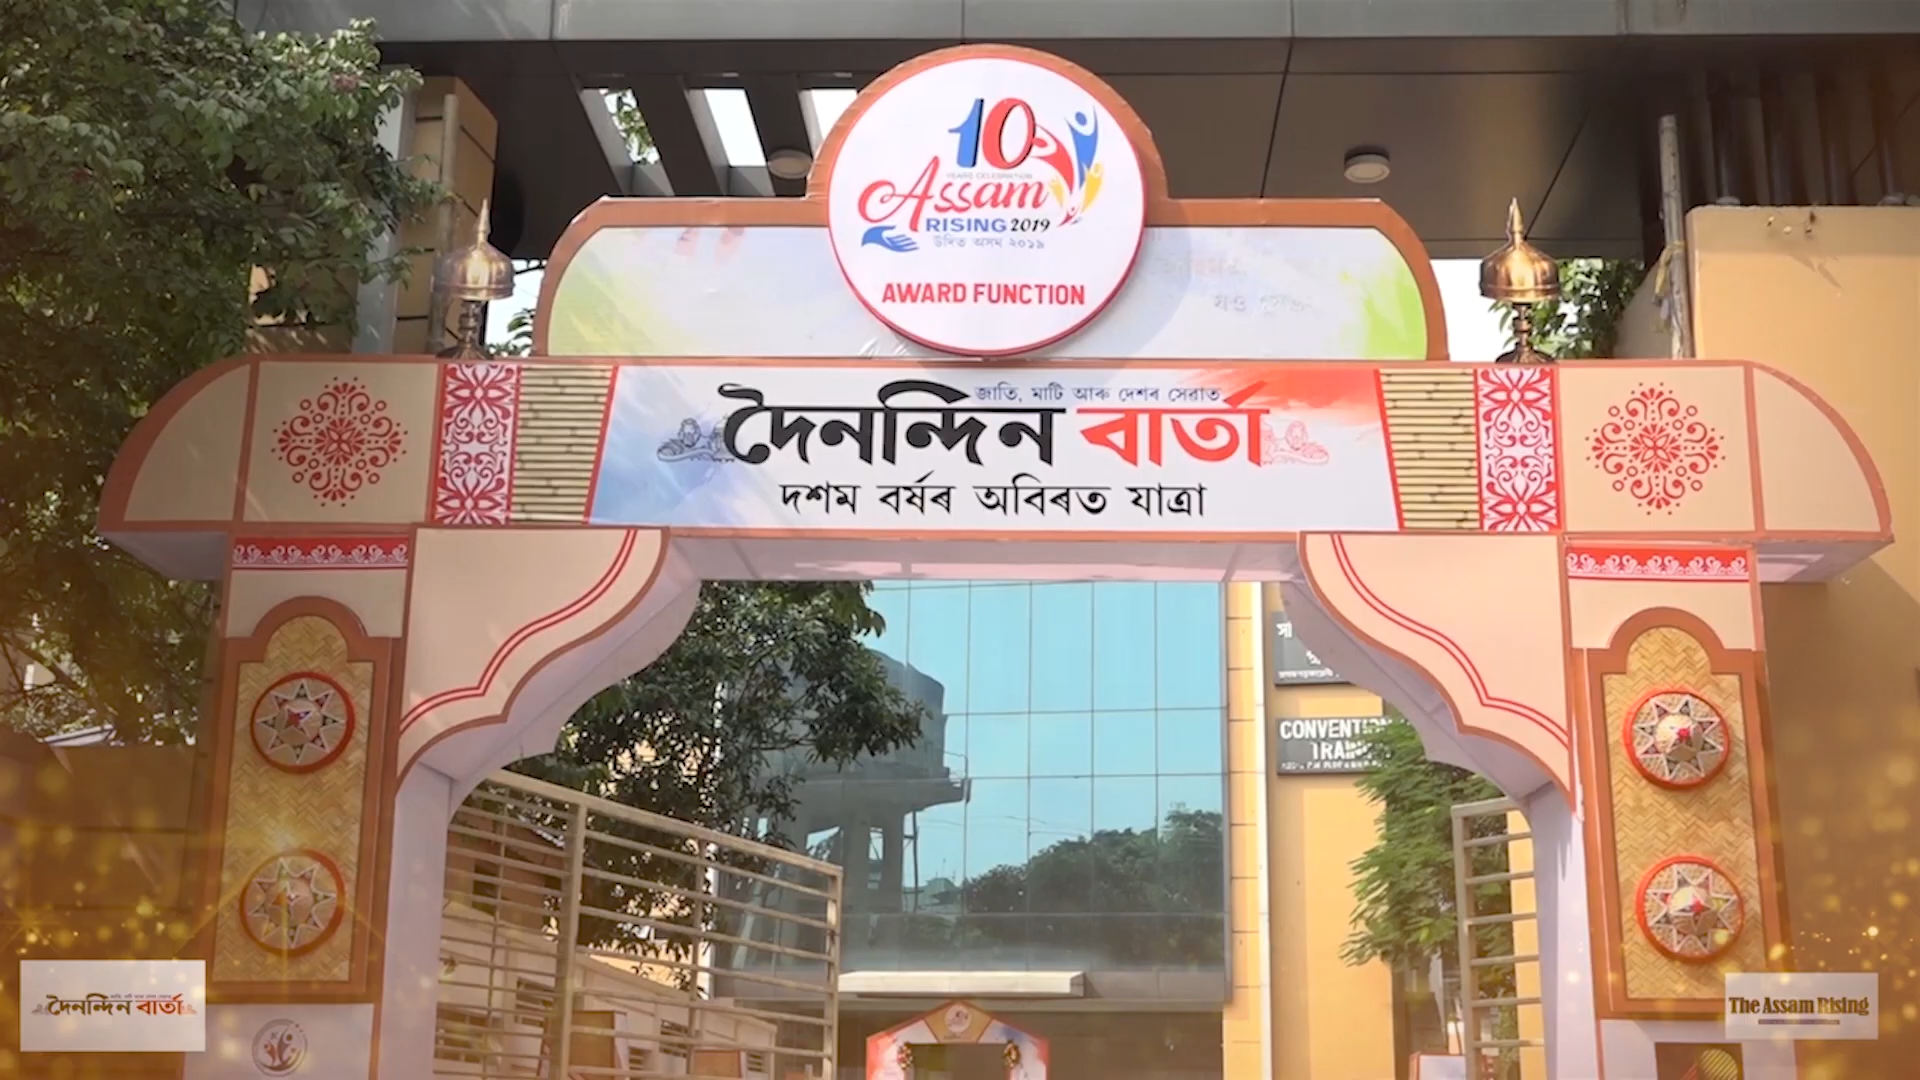 10
YEARS CELEBRATION
Assam
RISING 2019
উদিত অসম ২০১৯
AWARD FUNCTION
জাতি, মাটি আৰু দেশৰ সেৱাত
দৈনন্দিন বাৰ্তা
দশম বৰ্ষৰ অবিৰত যাত্ৰা
CONVENTION
দৈনন্দিন বাৰ্তা
The Assam Rising